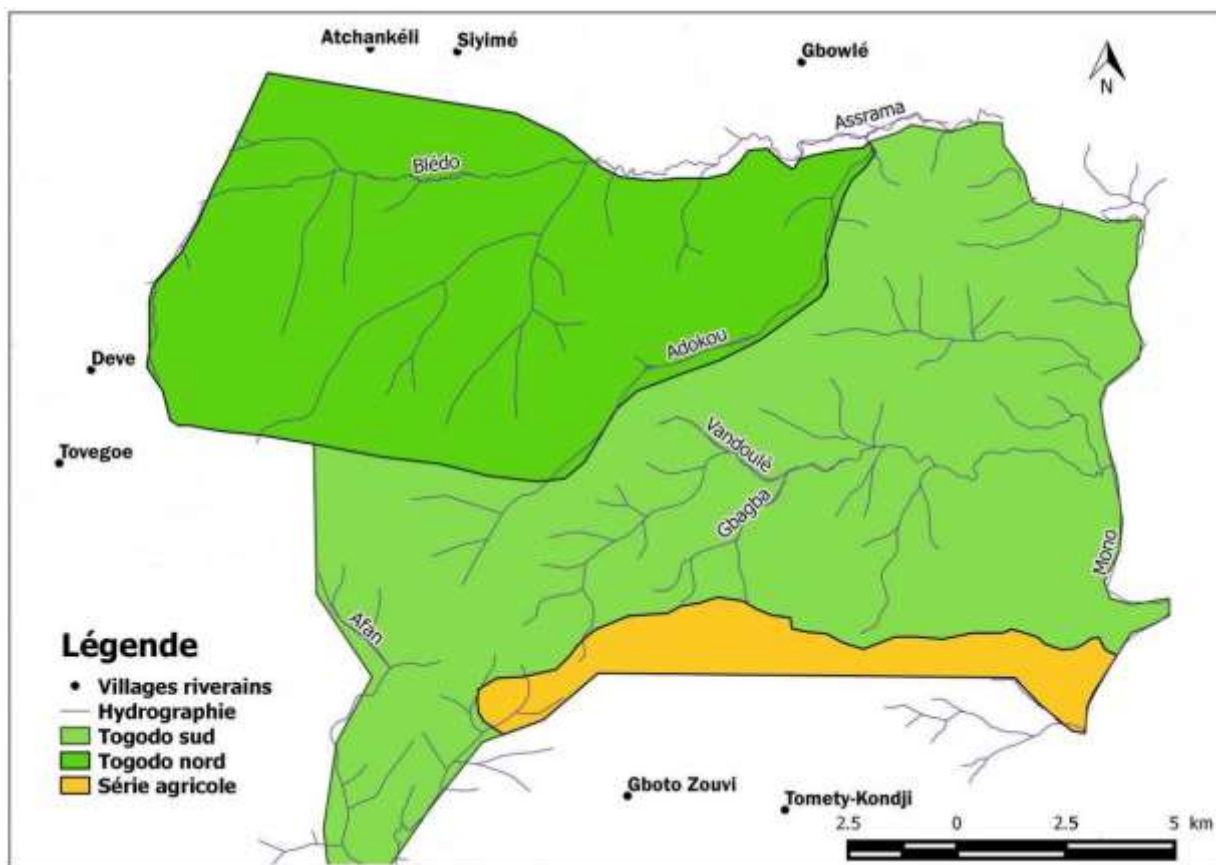 Atchankéli
Siyimé
Gbowlé
N
Assrama
Blédo
Adokou
Deve
Tovegoe
Vandoulé
Gbagba
Mono
Afan
Légende
Villages riverains
Hydrographie
Togodo sud
Togodo nord
Série agricole
Gboto Zouvi
Tomety-Kondji
2.5 0 2.5 5 km